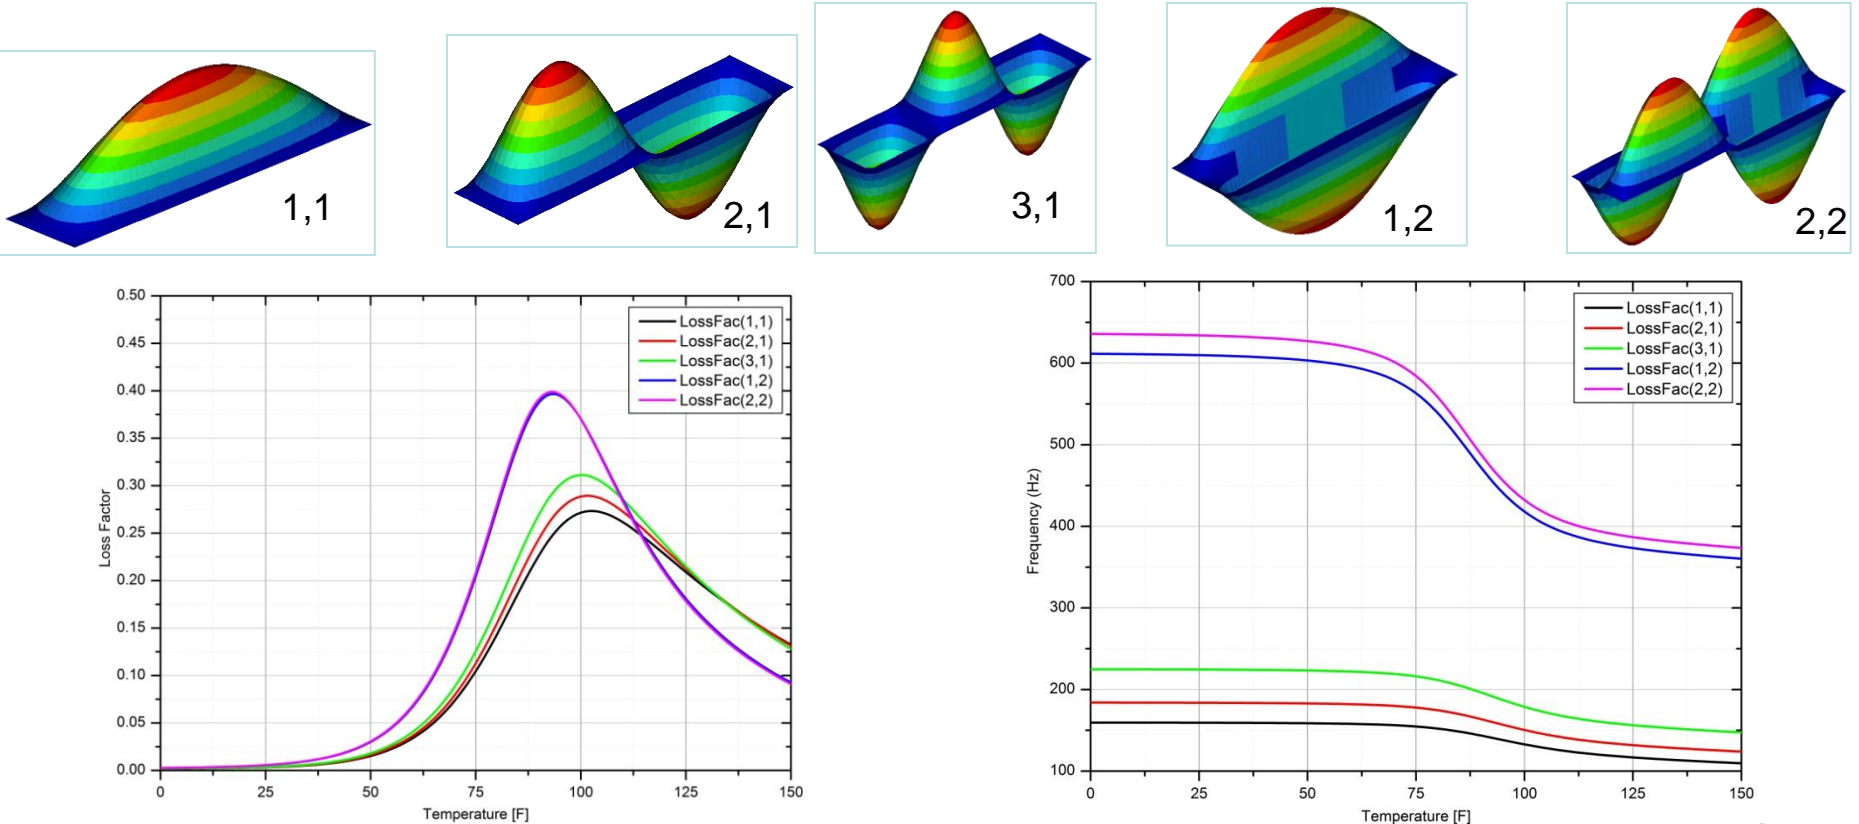 1,1
2,1
3,1
1,2
2,2
0.50
0.45
0.40
0.35
0.30
0.25
0.20
0.15
0.10
0.05
0.00
Loss Factor
LossFac(1,1)
LossFac(2,1)
LossFac(3,1)
LossFac(1,2)
LossFac(2,2)
0 25 50 75 100 125 150
Temperature [F]
700
600
500
400
300
200
100
Frequency (Hz)
LossFac(1,1)
LossFac(2,1)
LossFac(3,1)
LossFac(1,2)
LossFac(2,2)
0 25 50 75 100 125 150
Temperature [F]